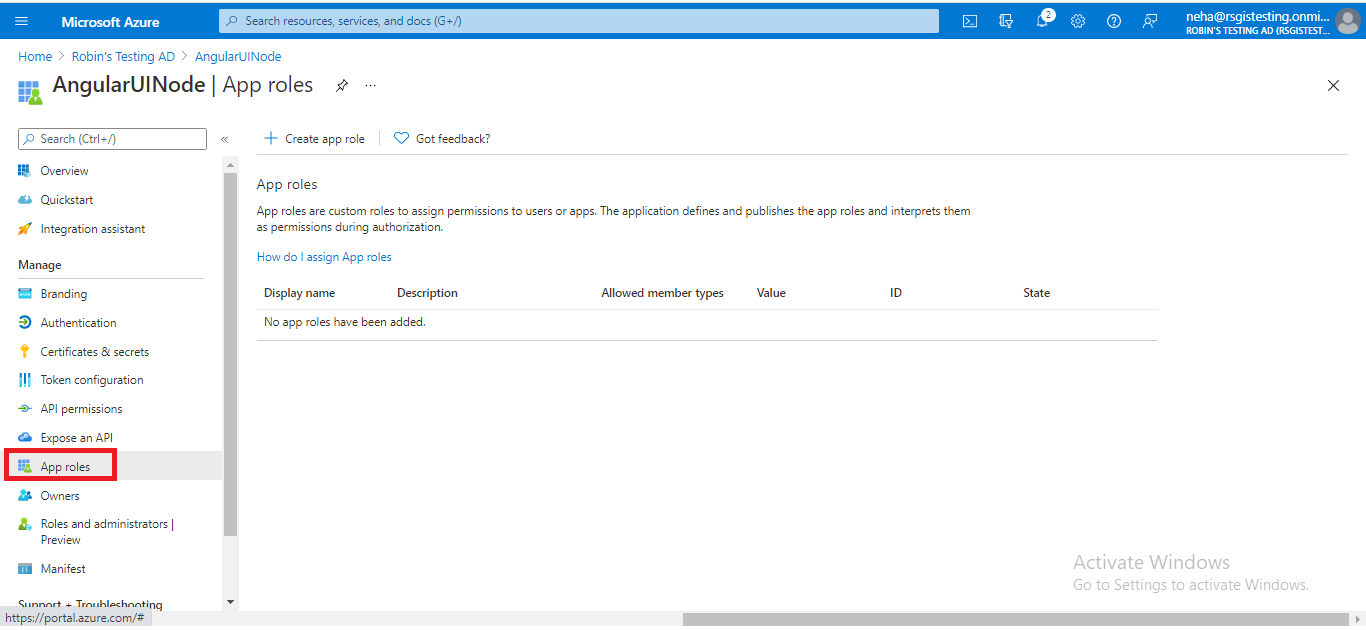 Microsoft Azure
Search resources, services, and docs (G+/)
2
neha@rsgistesting.onmi...
ROBIN'S TESTING AD (RSGISTEST...
Home > Robin's Testing AD > AngularUINode
AngularUINode | App roles
...
Search (Ctrl+/)
«
Create app role
Got feedback?
Overview
Quickstart
Integration assistant
Manage
Branding
Authentication
Certificates & secrets
Token configuration
API permissions
Expose an API
App roles
Owners
Roles and administrators |
Preview
Manifest
Support + Troubleshooting
https://portal.azure.com/#
App roles
App roles are custom roles to assign permissions to users or apps. The application defines and publishes the app roles and interprets them
as permissions during authorization.
How do I assign App roles
Display name Description Allowed member types Value ID State
No app roles have been added.
Activate Windows
Go to Settings to activate Windows.